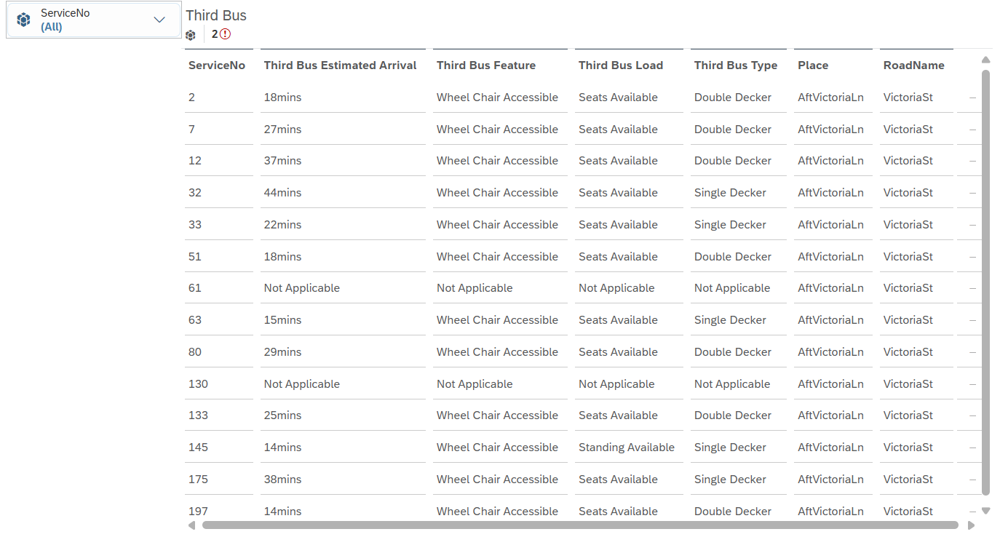 ServiceNo
(All)
Third Bus
2
ServiceNo Third Bus Estimated Arrival Third Bus Feature Third Bus Load Third Bus Type Place RoadName
2 18mins Wheel Chair Accessible Seats Available Double Decker AftVictoriaLn VictoriaSt –
7 27mins Wheel Chair Accessible Seats Available Double Decker AftVictoriaLn VictoriaSt –
12 37mins Wheel Chair Accessible Seats Available Double Decker AftVictoriaLn VictoriaSt –
32 44mins Wheel Chair Accessible Seats Available Single Decker AftVictoriaLn VictoriaSt –
33 22mins Wheel Chair Accessible Seats Available Single Decker AftVictoriaLn VictoriaSt –
51 18mins Wheel Chair Accessible Seats Available Double Decker AftVictoriaLn VictoriaSt –
61 Not Applicable Not Applicable Not Applicable Not Applicable AftVictoriaLn VictoriaSt –
63 15mins Wheel Chair Accessible Seats Available Single Decker AftVictoriaLn VictoriaSt –
80 29mins Wheel Chair Accessible Seats Available Double Decker AftVictoriaLn VictoriaSt –
130 Not Applicable Not Applicable Not Applicable Not Applicable AftVictoriaLn VictoriaSt –
133 25mins Wheel Chair Accessible Seats Available Double Decker AftVictoriaLn VictoriaSt –
145 14mins Wheel Chair Accessible Standing Available Single Decker AftVictoriaLn VictoriaSt –
175 38mins Wheel Chair Accessible Seats Available Single Decker AftVictoriaLn VictoriaSt –
197 14mins Wheel Chair Accessible Seats Available Double Decker AftVictoriaLn VictoriaSt –